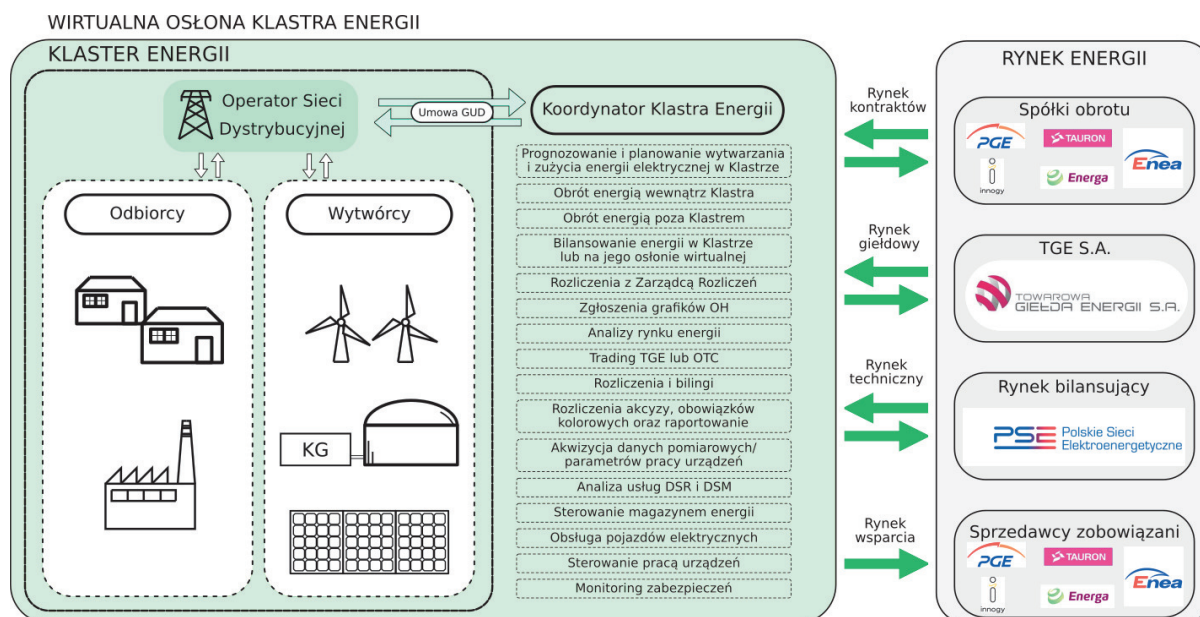 WIRTUALNA OSŁONA KLASTRA ENERGII
KLASTER ENERGII
Operator Sieci
Dystrybucyjnej
Umowa GUD
Koordynator Klastra Energii
Odbiorcy
Wytwórcy
KG
Prognozowanie i planowanie wytwarzania
i zużycia energii elektrycznej w Klastrze
Obrót energią wewnątrz Klastra
Obrót energią poza Klastrem
Bilansowanie energii w Klastrze
lub na jego osłonie wirtualnej
Rozliczenia z Zarządcą Rozliczeń
Zgłoszenia grafików OH
Analizy rynku energii
Trading TGE lub OTC
Rozliczenia i bilingi
Rozliczenia akcyzy, obowiązków
kolorowych oraz raportowanie
Akwizycja danych pomiarowych/
parametrów pracy urządzeń
Analiza usług DSR i DSM
Sterowanie magazynem energii
Obsługa pojazdów elektrycznych
Sterowanie pracą urządzeń
Monitoring zabezpieczeń
Rynek
kontraktów
Rynek
giełdowy
Rynek
techniczny
Rynek
wsparcia
RYNEK ENERGII
Spółki obrotu
PGE
TAURON
Enea
innogy
Energa
TGE S.A.
TOWAROWA
GIEŁDA ENERGII S.A.
Rynek bilansujący
PSE
Polskie Sieci
Elektroenergetyczne
Sprzedawcy zobowiązani
PGE
TAURON
Enea
innogy
Energa